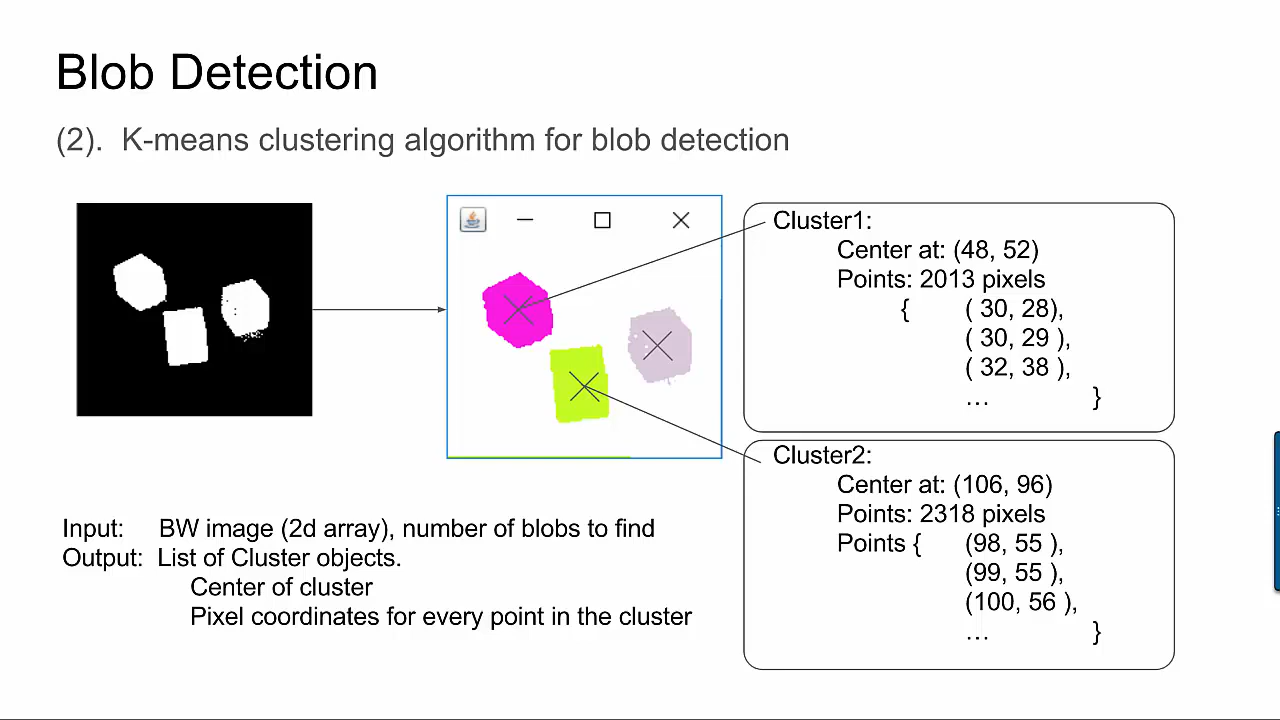 Blob Detection
(2). K-means clustering algorithm for blob detection
Cluster1:
Center at: (48, 52)
Points: 2013 pixels
{ ( 30, 28),
( 30, 29 ),
( 32, 38 ),
... }
Cluster2:
Center at: (106, 96)
Points: 2318 pixels
Points { (98, 55 ),
(99, 55 ),
(100, 56 ),
... }
Input: BW image (2d array), number of blobs to find
Output: List of Cluster objects.
Center of cluster
Pixel coordinates for every point in the cluster